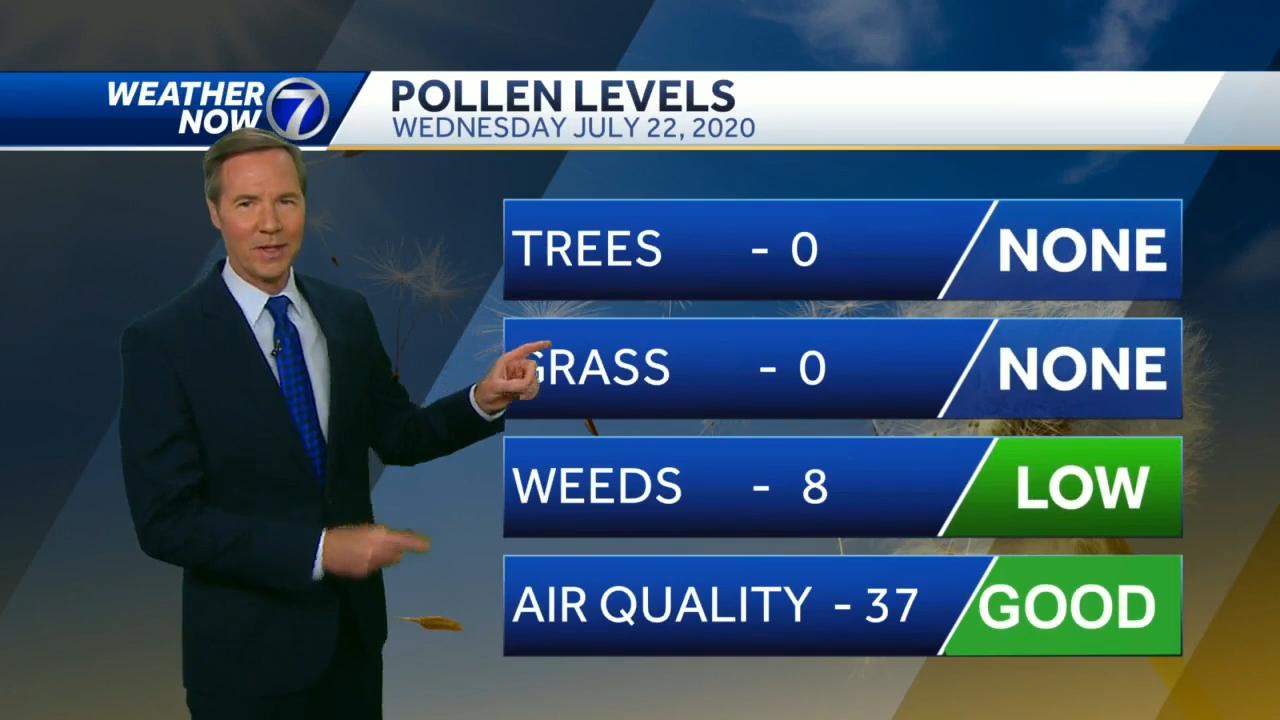 WEATHER
NOW 7
POLLEN LEVELS
WEDNESDAY JULY 22, 2020
TREES - 0 NONE
GRASS - 0 NONE
WEEDS - 8 LOW
AIR QUALITY - 37 GOOD